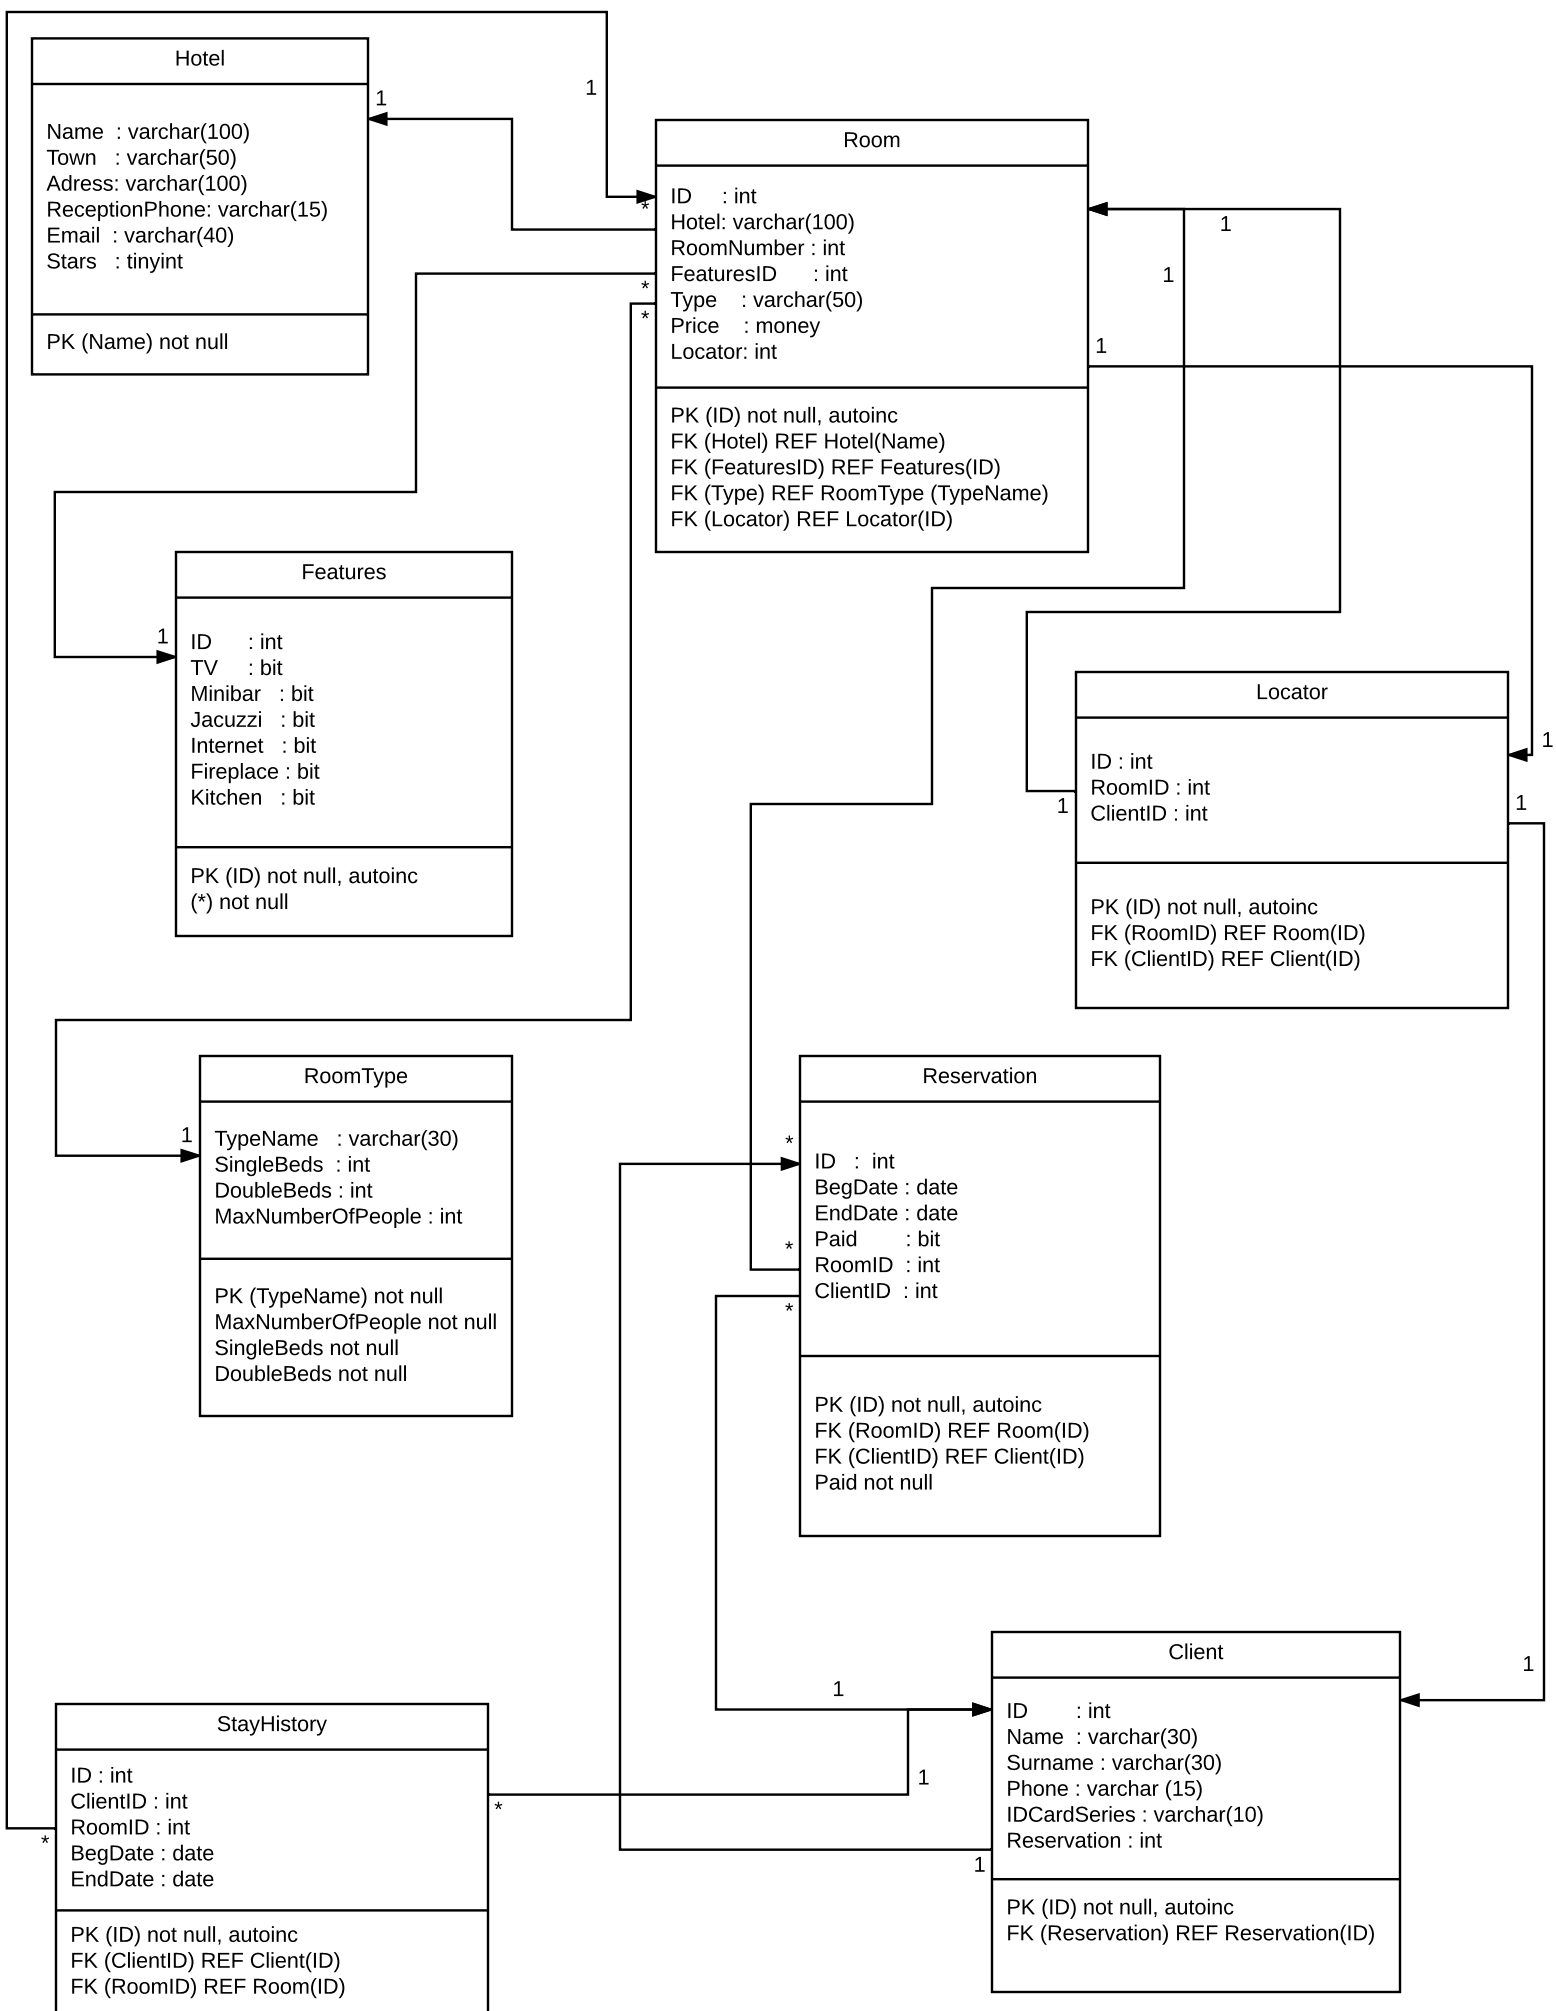 Hotel
Name : varchar(100)
Town : varchar(50)
Adress: varchar(100)
ReceptionPhone: varchar(15)
Email : varchar(40)
Stars : tinyint
PK (Name) not null
1
1
Room
ID : int
Hotel: varchar(100)
RoomNumber : int
FeaturesID : int
Type : varchar(50)
Price : money
Locator: int
PK (ID) not null, autoinc
FK (Hotel) REF Hotel(Name)
FK (FeaturesID) REF Features(ID)
FK (Type) REF RoomType (TypeName)
FK (Locator) REF Locator(ID)
*
*
*
1
1
1
Features
ID : int
TV : bit
Minibar : bit
Jacuzzi : bit
Internet : bit
Fireplace : bit
Kitchen : bit
PK (ID) not null, autoinc
(*) not null
1
Locator
ID : int
RoomID : int
ClientID : int
PK (ID) not null, autoinc
FK (RoomID) REF Room(ID)
FK (ClientID) REF Client(ID)
1
1
1
RoomType
TypeName : varchar(30)
SingleBeds : int
DoubleBeds : int
MaxNumberOfPeople : int
PK (TypeName) not null
MaxNumberOfPeople not null
SingleBeds not null
DoubleBeds not null
1
Reservation
ID : int
BegDate : date
EndDate : date
Paid : bit
RoomID : int
ClientID : int
PK (ID) not null, autoinc
FK (RoomID) REF Room(ID)
FK (ClientID) REF Client(ID)
Paid not null
*
*
*
Client
ID : int
Name : varchar(30)
Surname : varchar(30)
Phone : varchar (15)
IDCardSeries : varchar(10)
Reservation : int
PK (ID) not null, autoinc
FK (Reservation) REF Reservation(ID)
1
1
1
1
StayHistory
ID : int
ClientID : int
RoomID : int
BegDate : date
EndDate : date
PK (ID) not null, autoinc
FK (ClientID) REF Client(ID)
FK (RoomID) REF Room(ID)
*
*